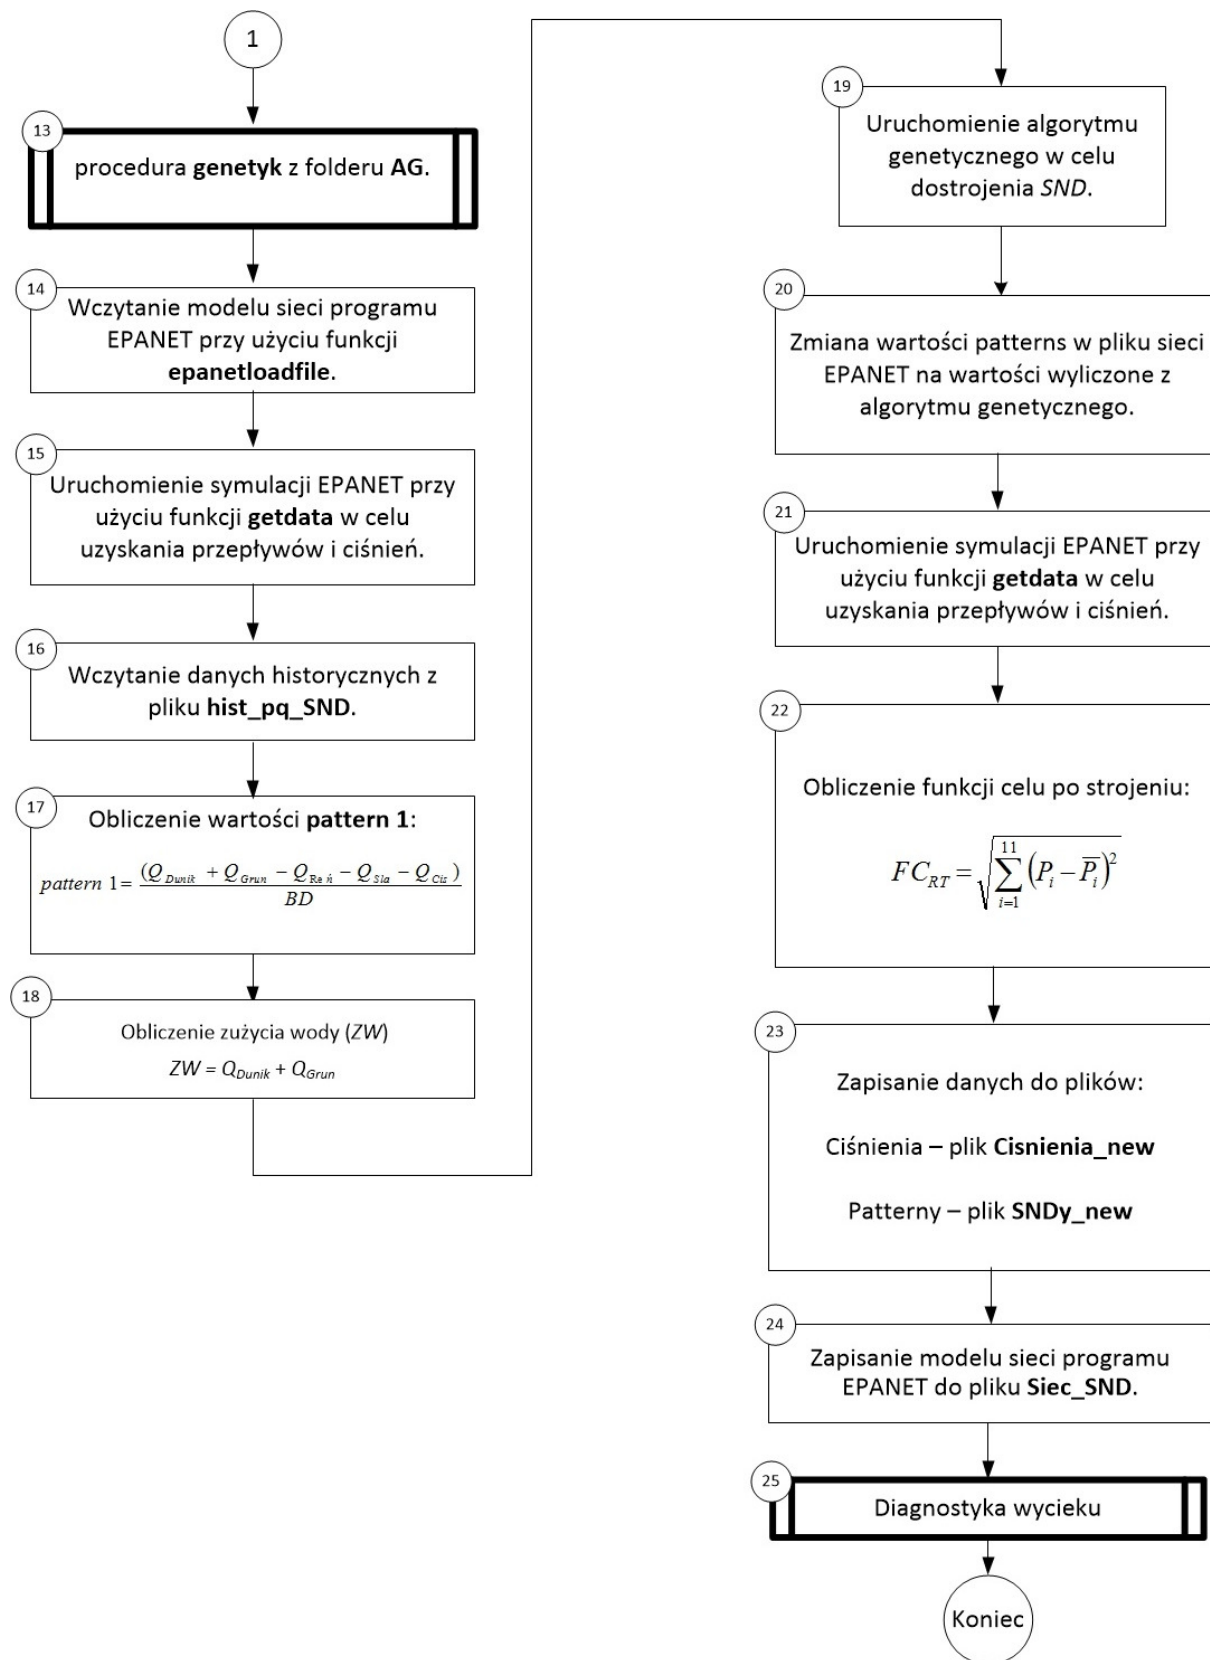 1
13
procedura genetyk z folderu AG.
14
Wczytanie modelu sieci programu
EPANET przy użyciu funkcji
epanetloadfile.
15
Uruchomienie symulacji EPANET przy
użyciu funkcji getdata w celu
uzyskania przepływów i ciśnień.
16
Wczytanie danych historycznych z
pliku hist_pq_SND.
17
Obliczenie wartości pattern 1:
pattern 1 = (Q_Dunik + Q_Grun − Q_Reń − Q_Sla − Q_Cis) / BD
18
Obliczenie zużycia wody (ZW)
ZW = Q_Dunik + Q_Grun
19
Uruchomienie algorytmu
genetycznego w celu
dostrojenia SND.
20
Zmiana wartości patterns w pliku sieci
EPANET na wartości wyliczone z
algorytmu genetycznego.
21
Uruchomienie symulacji EPANET przy
użyciu funkcji getdata w celu
uzyskania przepływów i ciśnień.
22
Obliczenie funkcji celu po strojeniu:
FC_RT = √(∑_{i=1}^{11} (P_i − P̅_i)²)
23
Zapisanie danych do plików:
Ciśnienia – plik Cisnienia_new
Patterny – plik SNDy_new
24
Zapisanie modelu sieci programu
EPANET do pliku Siec_SND.
25
Diagnostyka wycieku
Koniec